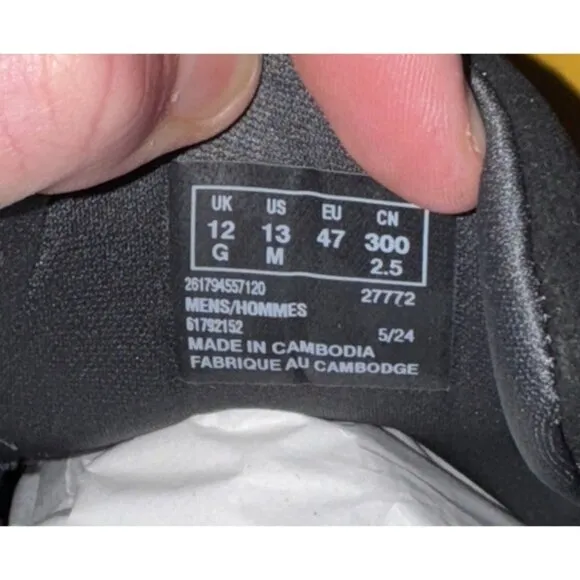 UK US EU CN
12 13 47 300
G M 2.5
261794557120 27772
MENS/HOMMES
61792152 5/24
MADE IN CAMBODIA
FABRIQUE AU CAMBODGE